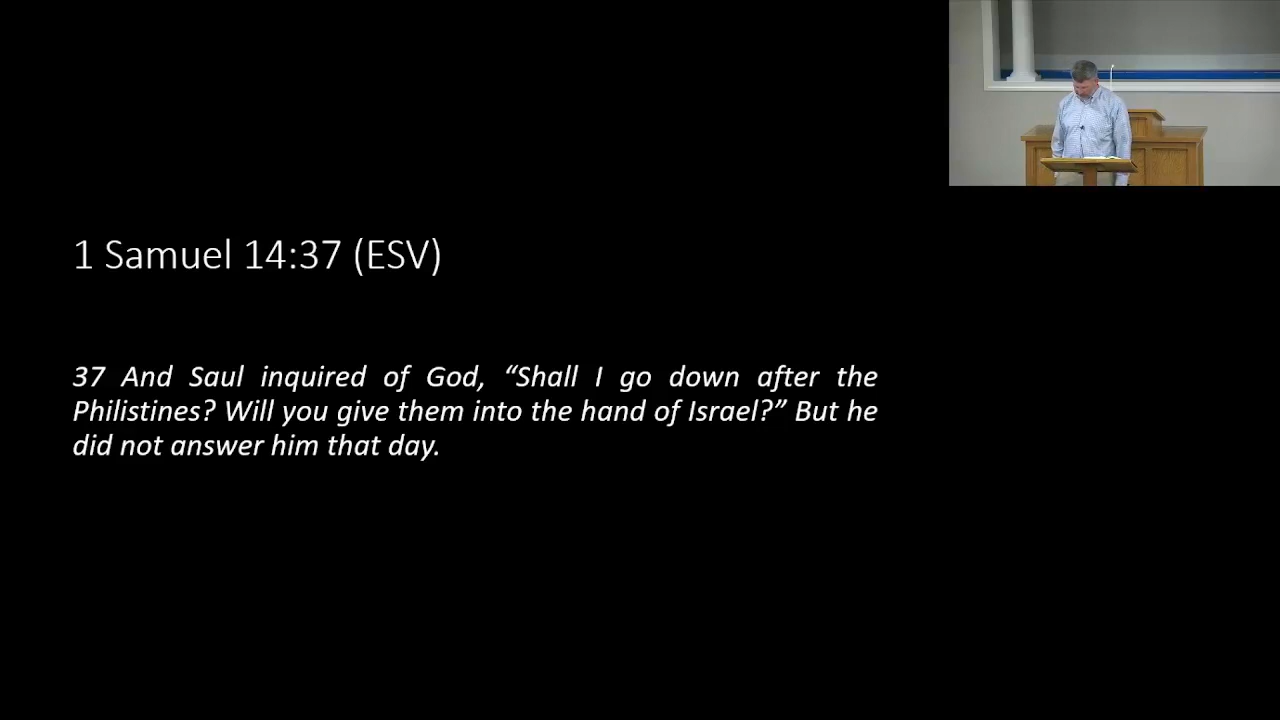 1 Samuel 14:37 (ESV)
37 And Saul inquired of God, “Shall I go down after the
Philistines? Will you give them into the hand of Israel?” But he
did not answer him that day.